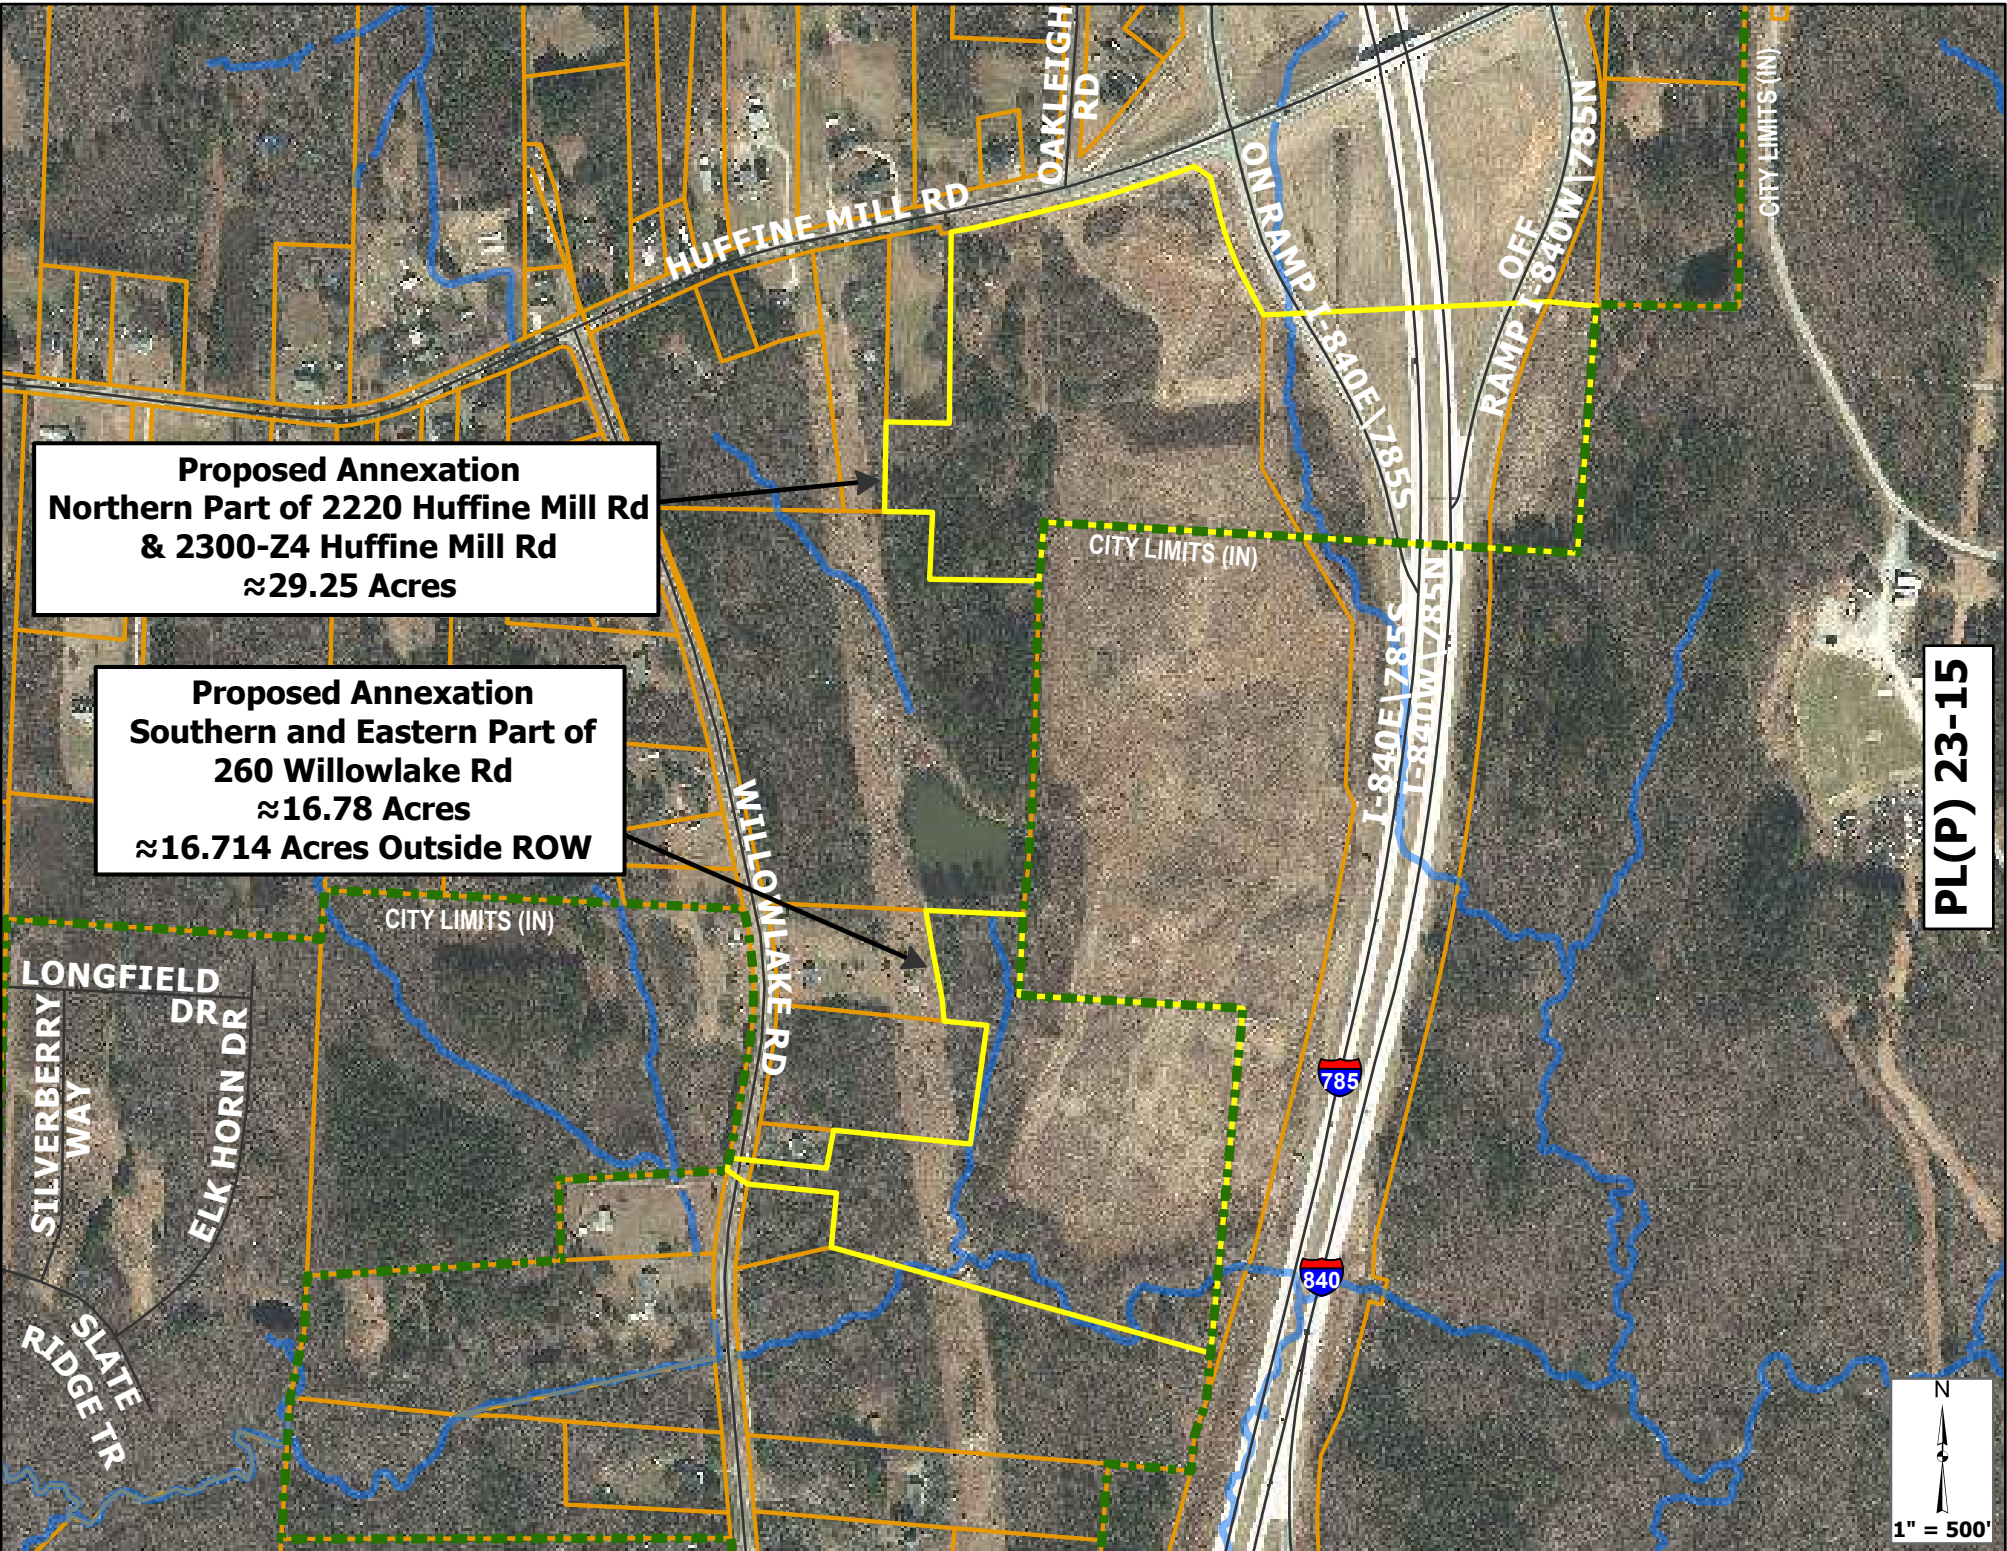 OAKLEIGH
RD
CITY LIMITS (IN)
HUFFINE MILL RD
ON RAMP I-840E\785S
OFF
RAMP I-840W\785N
Proposed Annexation
Northern Part of 2220 Huffine Mill Rd
& 2300-Z4 Huffine Mill Rd
≈29.25 Acres
CITY LIMITS (IN)
I-840E\785S
I-840W\785N
Proposed Annexation
Southern and Eastern Part of
260 Willowlake Rd
≈16.78 Acres
≈16.714 Acres Outside ROW
PL(P) 23-15
WILLOWLAKE RD
CITY LIMITS (IN)
LONGFIELD
DR
SILVERBERRY
WAY
ELK HORN DR
785
840
SLATE
RIDGE TR
N
1" = 500'